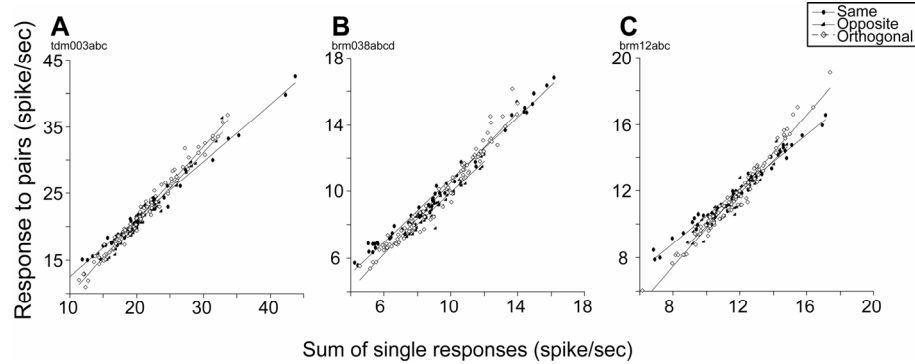 A
tdm003abc
45
35
25
15
10
20
30
40
B
brm038abcd
18
14
10
6
4
6
10
14
18
C
brm12abc
20
16
12
8
8
12
16
20
Same
Opposite
Orthogonal
Response to pairs (spike/sec)
Sum of single responses (spike/sec)